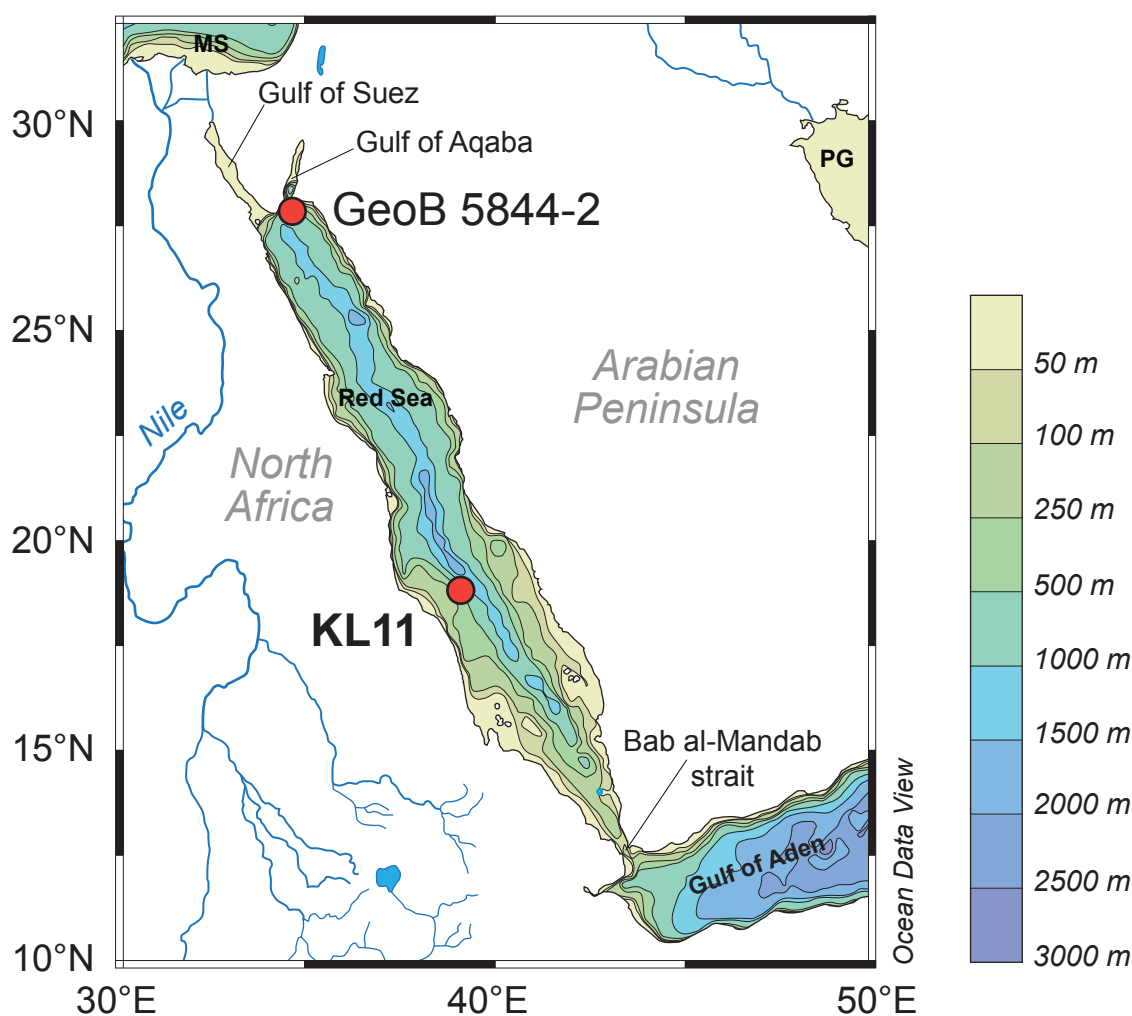 MS
Gulf of Suez
30°N
Gulf of Aqaba
PG
GeoB 5844-2
25°N
Arabian
Peninsula
50 m
Red Sea
100 m
Nile
North
Africa
250 m
20°N
500 m
KL11
1000 m
15°N
Bab al-Mandab
strait
1500 m
2000 m
Gulf of Aden
2500 m
Ocean Data View
10°N
3000 m
30°E
40°E
50°E